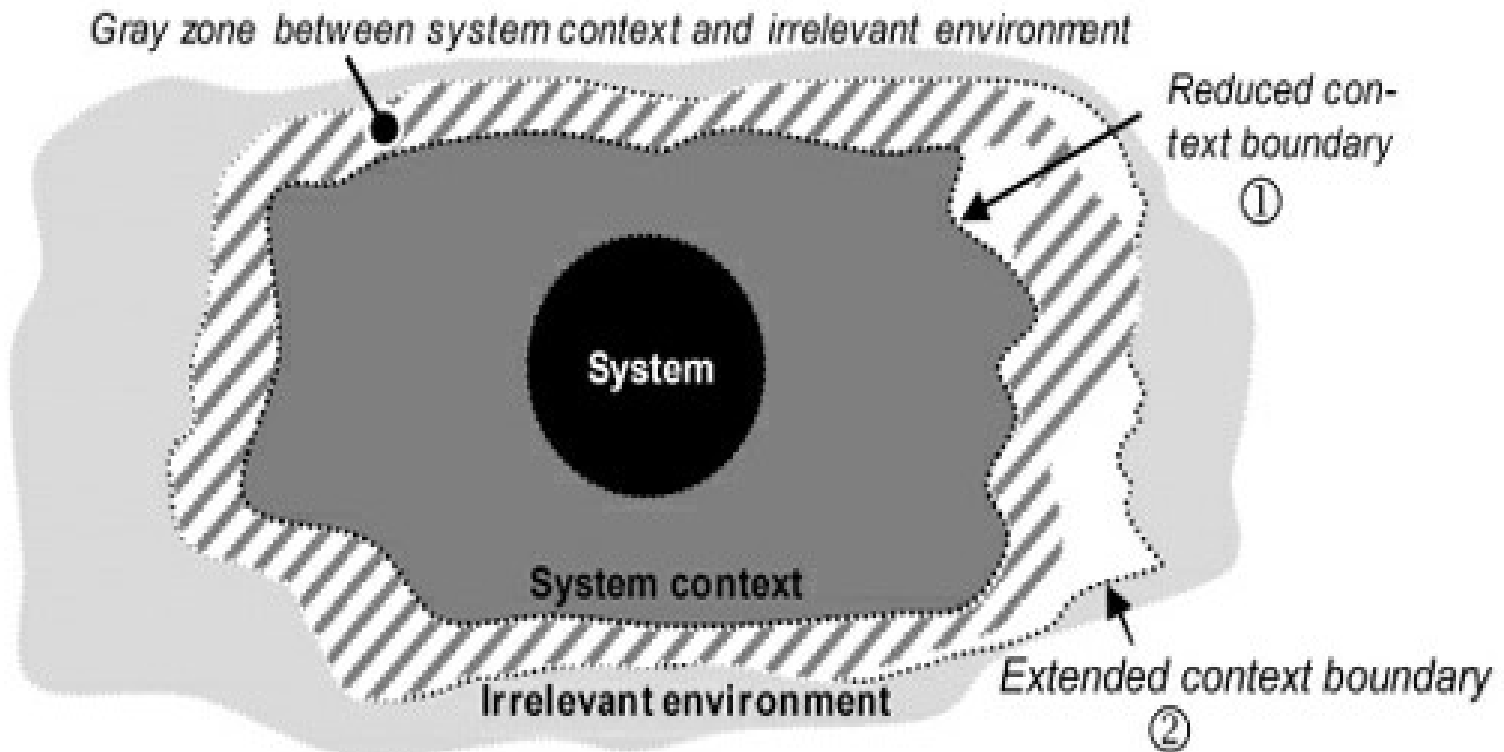 Gray zone between system context and irrelevant environment
Reduced con-
text boundary
①
System
System context
Irrelevant environment
Extended context boundary
②